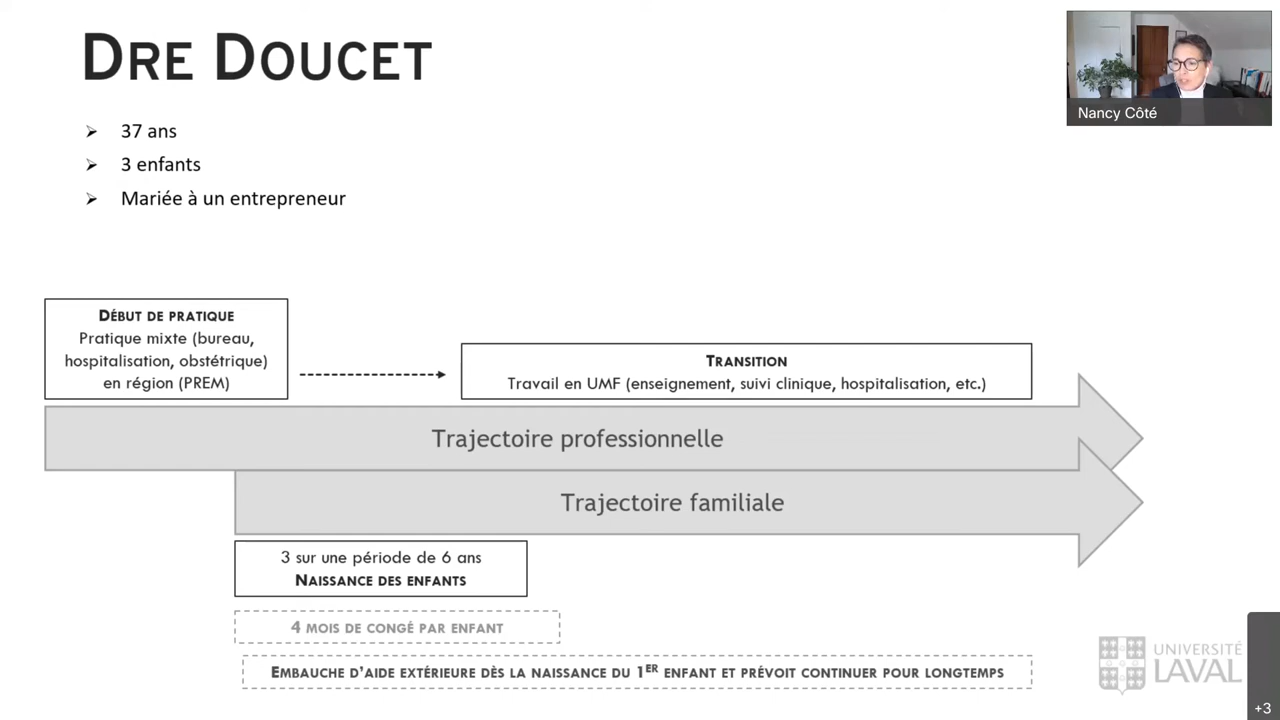 DRE DOUCET
Nancy Côté
➢ 37 ans
➢ 3 enfants
➢ Mariée à un entrepreneur
DÉBUT DE PRATIQUE
Pratique mixte (bureau,
hospitalisation, obstétrique)
en région (PREM)
TRANSITION
Travail en UMF (enseignement, suivi clinique, hospitalisation, etc.)
Trajectoire professionnelle
Trajectoire familiale
3 sur une période de 6 ans
NAISSANCE DES ENFANTS
4 MOIS DE CONGÉ PAR ENFANT
EMBAUCHE D'AIDE EXTÉRIEURE DÈS LA NAISSANCE DU 1ER ENFANT ET PRÉVOIT CONTINUER POUR LONGTEMPS
UNIVERSITÉ
LAVAL
+3